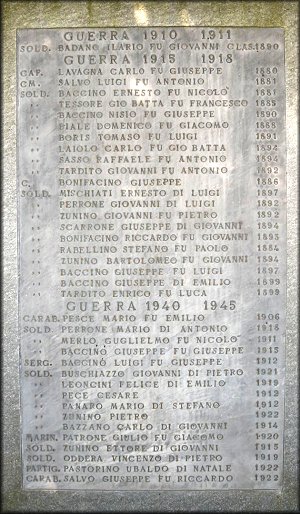 GUERRA 1910 1911
SOLD. BADANO ILARIO FU GIOVANNI CLAS.1890
GUERRA 1915 1918
CAP. LAVAGNA CARLO FU GIUSEPPE 1880
C.M. SALVO LUIGI FU ANTONIO 1881
SOLD. BACCINO ERNESTO FU NICOLO' 1881
" TESSORE GIO BATTA FU FRANCESCO 1885
" BACCINO NISIO FU GIUSEPPE 1890
" BIALE DOMENICO FU GIACOMO 1888
" BORIS TOMASO FU LUIGI 1891
" LAIOLO CARLO FU GIO BATTA 1894
" SASSO RAFFAELE FU ANTONIO 1894
" TARDITO GIOVANNI FU ANTONIO 1892
C. BONIFACINO GIUSEPPE 1886
SOLD. MISCHIATI ERNESTO DI LUIGI 1887
" PERRONE GIOVANNI DI LUIGI 1892
" ZUNINO GIOVANNI FU PIETRO 1892
" SCARRONE GIUSEPPE DI GIOVANNI 1894
" BONIFACINO RICCARDO FU GIOVANNI 1893
" RABELLINO STEFANO FU PAOLO 1884
" ZUNINO BARTOLOMEO FU GIOVANNI 1894
" BACCINO GIUSEPPE FU LUIGI 1897
" BACCINO GIUSEPPE DI EMILIO 1899
" TARDITO ENRICO FU LUCA 1899
GUERRA 1940 1945
CARAB. PESCE MARIO FU EMILIO 1906
SOLD. PERRONE MARIO DI ANTONIO 1918
" MERLO GUGLIELMO FU NICOLO' 1911
" BACCINO GIUSEPPE FU GIUSEPPE 1915
SERG. BACCINO LUIGI FU GIUSEPPE 1912
SOLD. BUSCHIAZZO GIOVANNI DI PIETRO 1921
" LEONCINI FELICE DI EMILIO 1919
" PECE CESARE 1912
" PANARO MARIO DI STEFANO 1912
" ZUNINO PIETRO 1922
" BAZZANO CARLO DI GIOVANNI 1914
MARIN. PATRONE GIULIO FU GIACOMO 1920
SOLD. ZUNINO ETTORE DI GIOVANNI 1915
SOLD. ODDERA VINCENZO DI PIETRO 1919
PARTIG. PASTORINO UBALDO DI NATALE 1922
CARAB. SALVO GIUSEPPE FU RICCARDO 1922